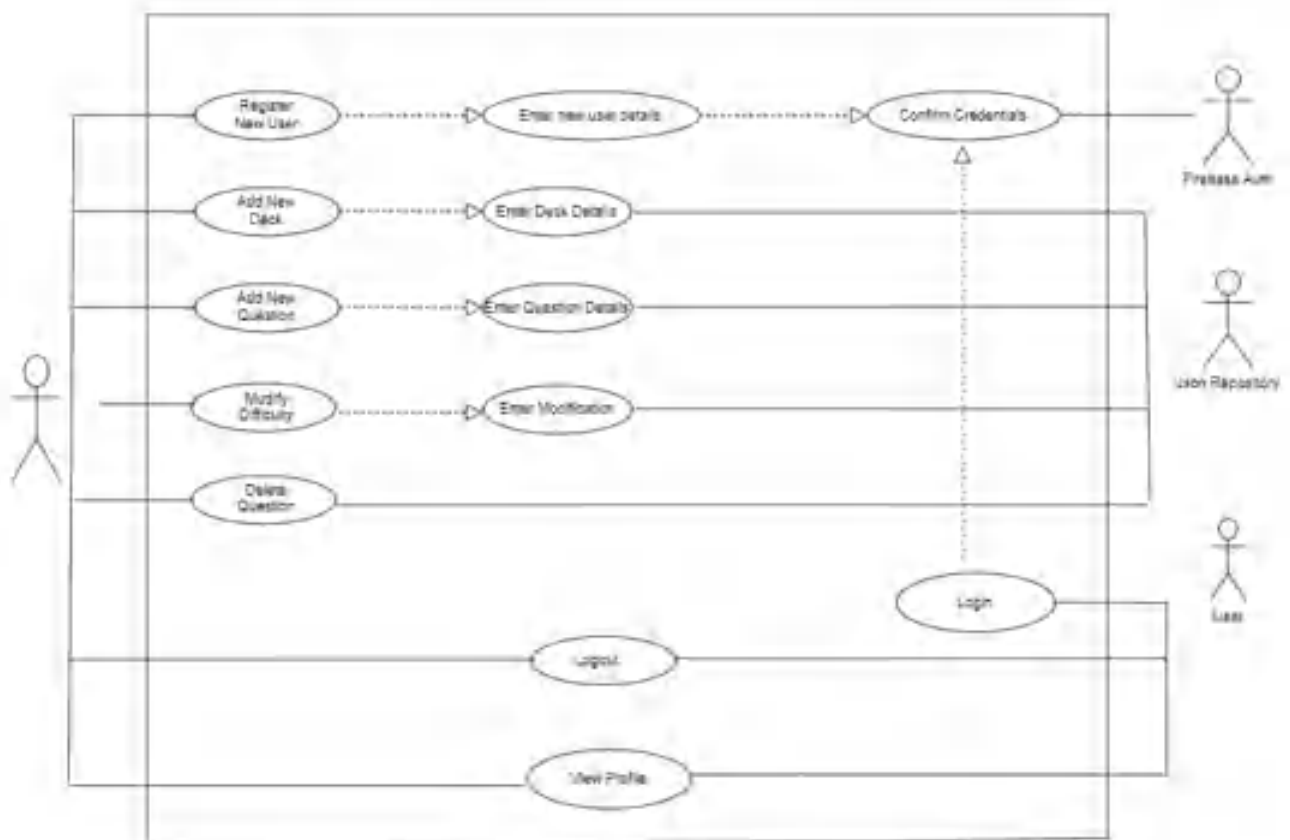 Register
New User
Enter new user details
Confirm Credentials
Firebase Auth
Add New
Deck
Enter Deck Details
Add New
Question
Enter Question Details
Repository
Modify
Difficulty
Enter Modification
Delete
Question
Login
User
Logout
View Profile